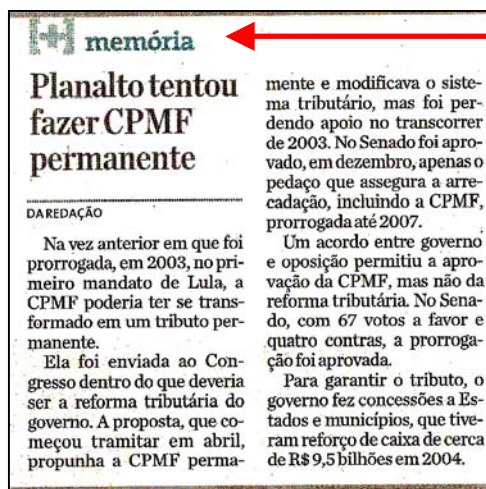 [+] memória
Planalto tentou
fazer CPMF
permanente
DA REDAÇÃO
Na vez anterior em que foi
prorrogada, em 2003, no pri-
meiro mandato de Lula, a
CPMF poderia ter se trans-
formado em um tributo per-
manente.
Ela foi enviada ao Con-
gresso dentro do que deveria
ser a reforma tributária do
governo. A proposta, que co-
meçou tramitar em abril,
propunha a CPMF perma-
mente e modificava o siste-
ma tributário, mas foi per-
dendo apoio no transcorrer
de 2003. No Senado foi apro-
vado, em dezembro, apenas o
pedaço que assegura a arre-
cadação, incluindo a CPMF,
prorrogada até 2007.
Um acordo entre governo
e oposição permitiu a apro-
vação da CPMF, mas não da
reforma tributária. No Sena-
do, com 67 votos a favor e
quatro contras, a prorroga-
ção foi aprovada.
Para garantir o tributo, o
governo fez concessões a Es-
tados e municípios, que tive-
ram reforço de caixa de cerca
de R$ 9,5 bilhões em 2004.